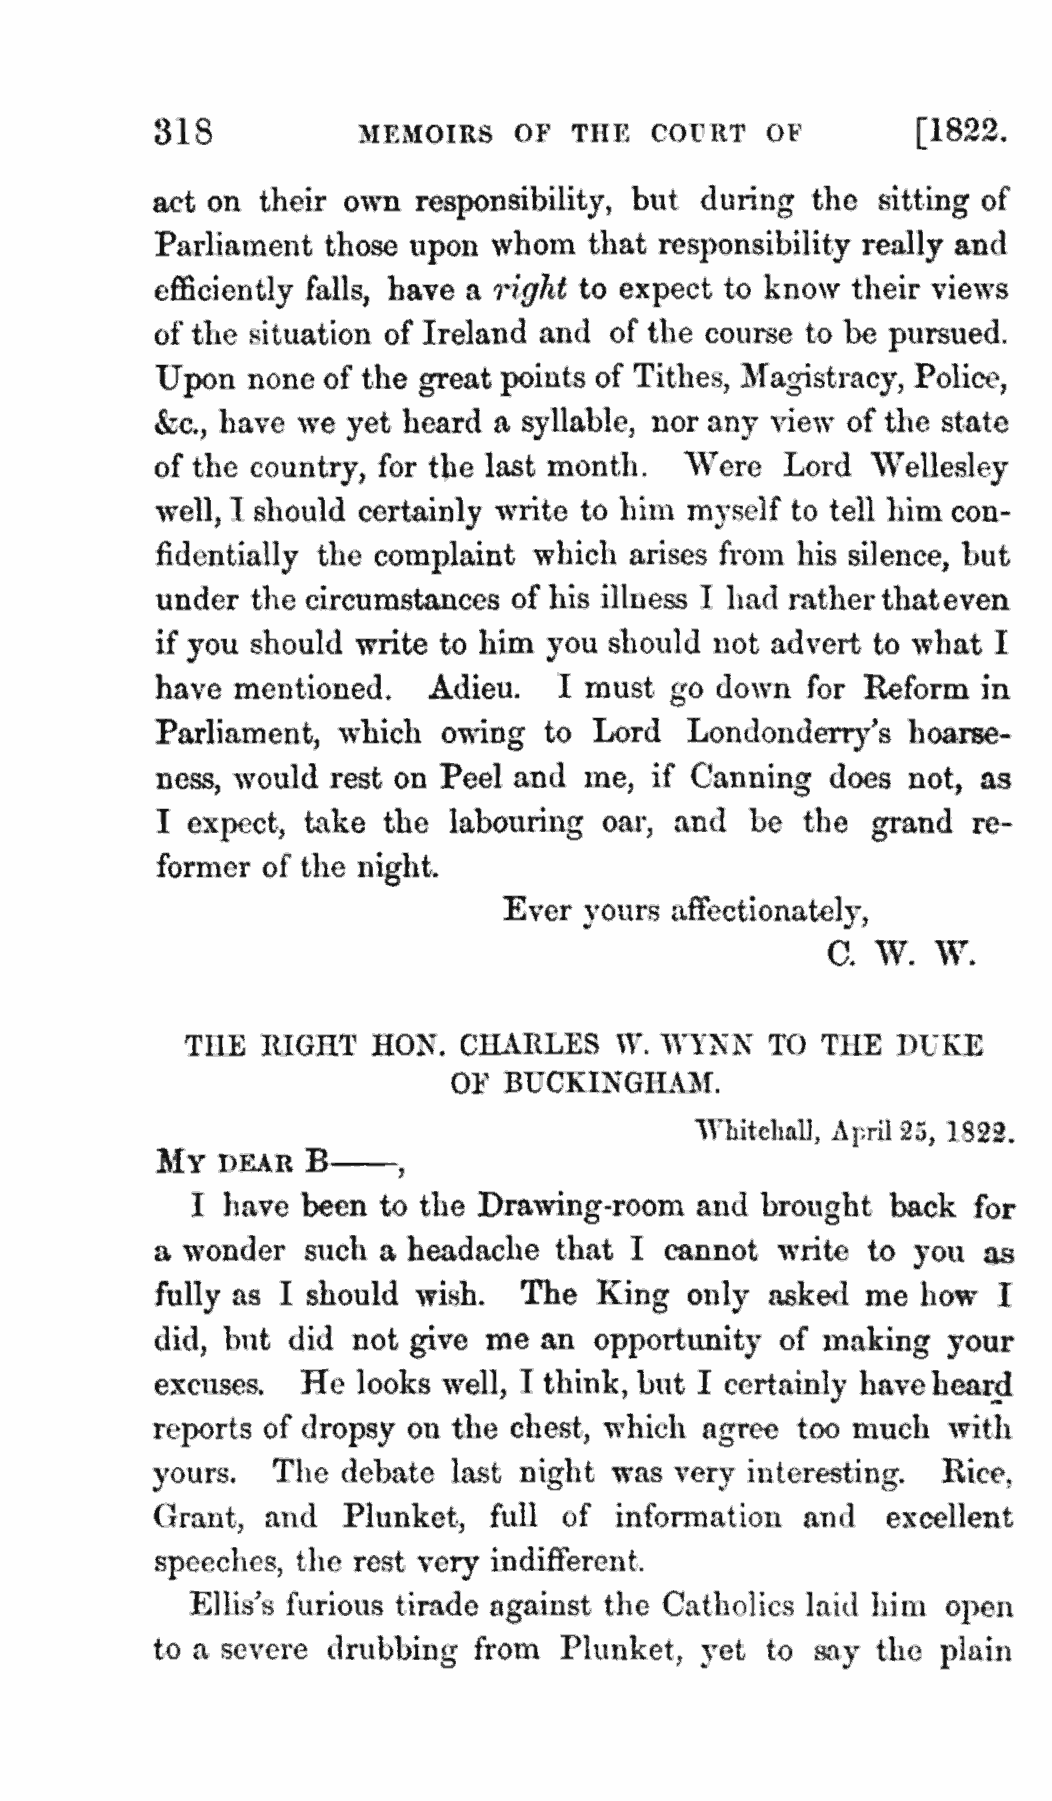 318 MEMOIRS OF THE COURT OF [1822.
act on their own responsibility, but during the sitting of
Parliament those upon whom that responsibility really and
efficiently falls, have a right to expect to know their views
of the situation of Ireland and of the course to be pursued.
Upon none of the great points of Tithes, Magistracy, Police,
&c., have we yet heard a syllable, nor any view of the state
of the country, for the last month. Were Lord Wellesley
well, I should certainly write to him myself to tell him con-
fidentially the complaint which arises from his silence, but
under the circumstances of his illness I had rather that even
if you should write to him you should not advert to what I
have mentioned. Adieu. I must go down for Reform in
Parliament, which owing to Lord Londonderry's hoarse-
ness, would rest on Peel and me, if Canning does not, as
I expect, take the labouring oar, and be the grand re-
former of the night.
Ever yours affectionately,
C. W. W.
THE RIGHT HON. CHARLES W. WYNN TO THE DUKE
OF BUCKINGHAM.
Whitehall, April 25, 1822.
MY DEAR B——,
I have been to the Drawing-room and brought back for
a wonder such a headache that I cannot write to you as
fully as I should wish. The King only asked me how I
did, but did not give me an opportunity of making your
excuses. He looks well, I think, but I certainly have heard
reports of dropsy on the chest, which agree too much with
yours. The debate last night was very interesting. Rice,
Grant, and Plunket, full of information and excellent
speeches, the rest very indifferent.
Ellis's furious tirade against the Catholics laid him open
to a severe drubbing from Plunket, yet to say the plain